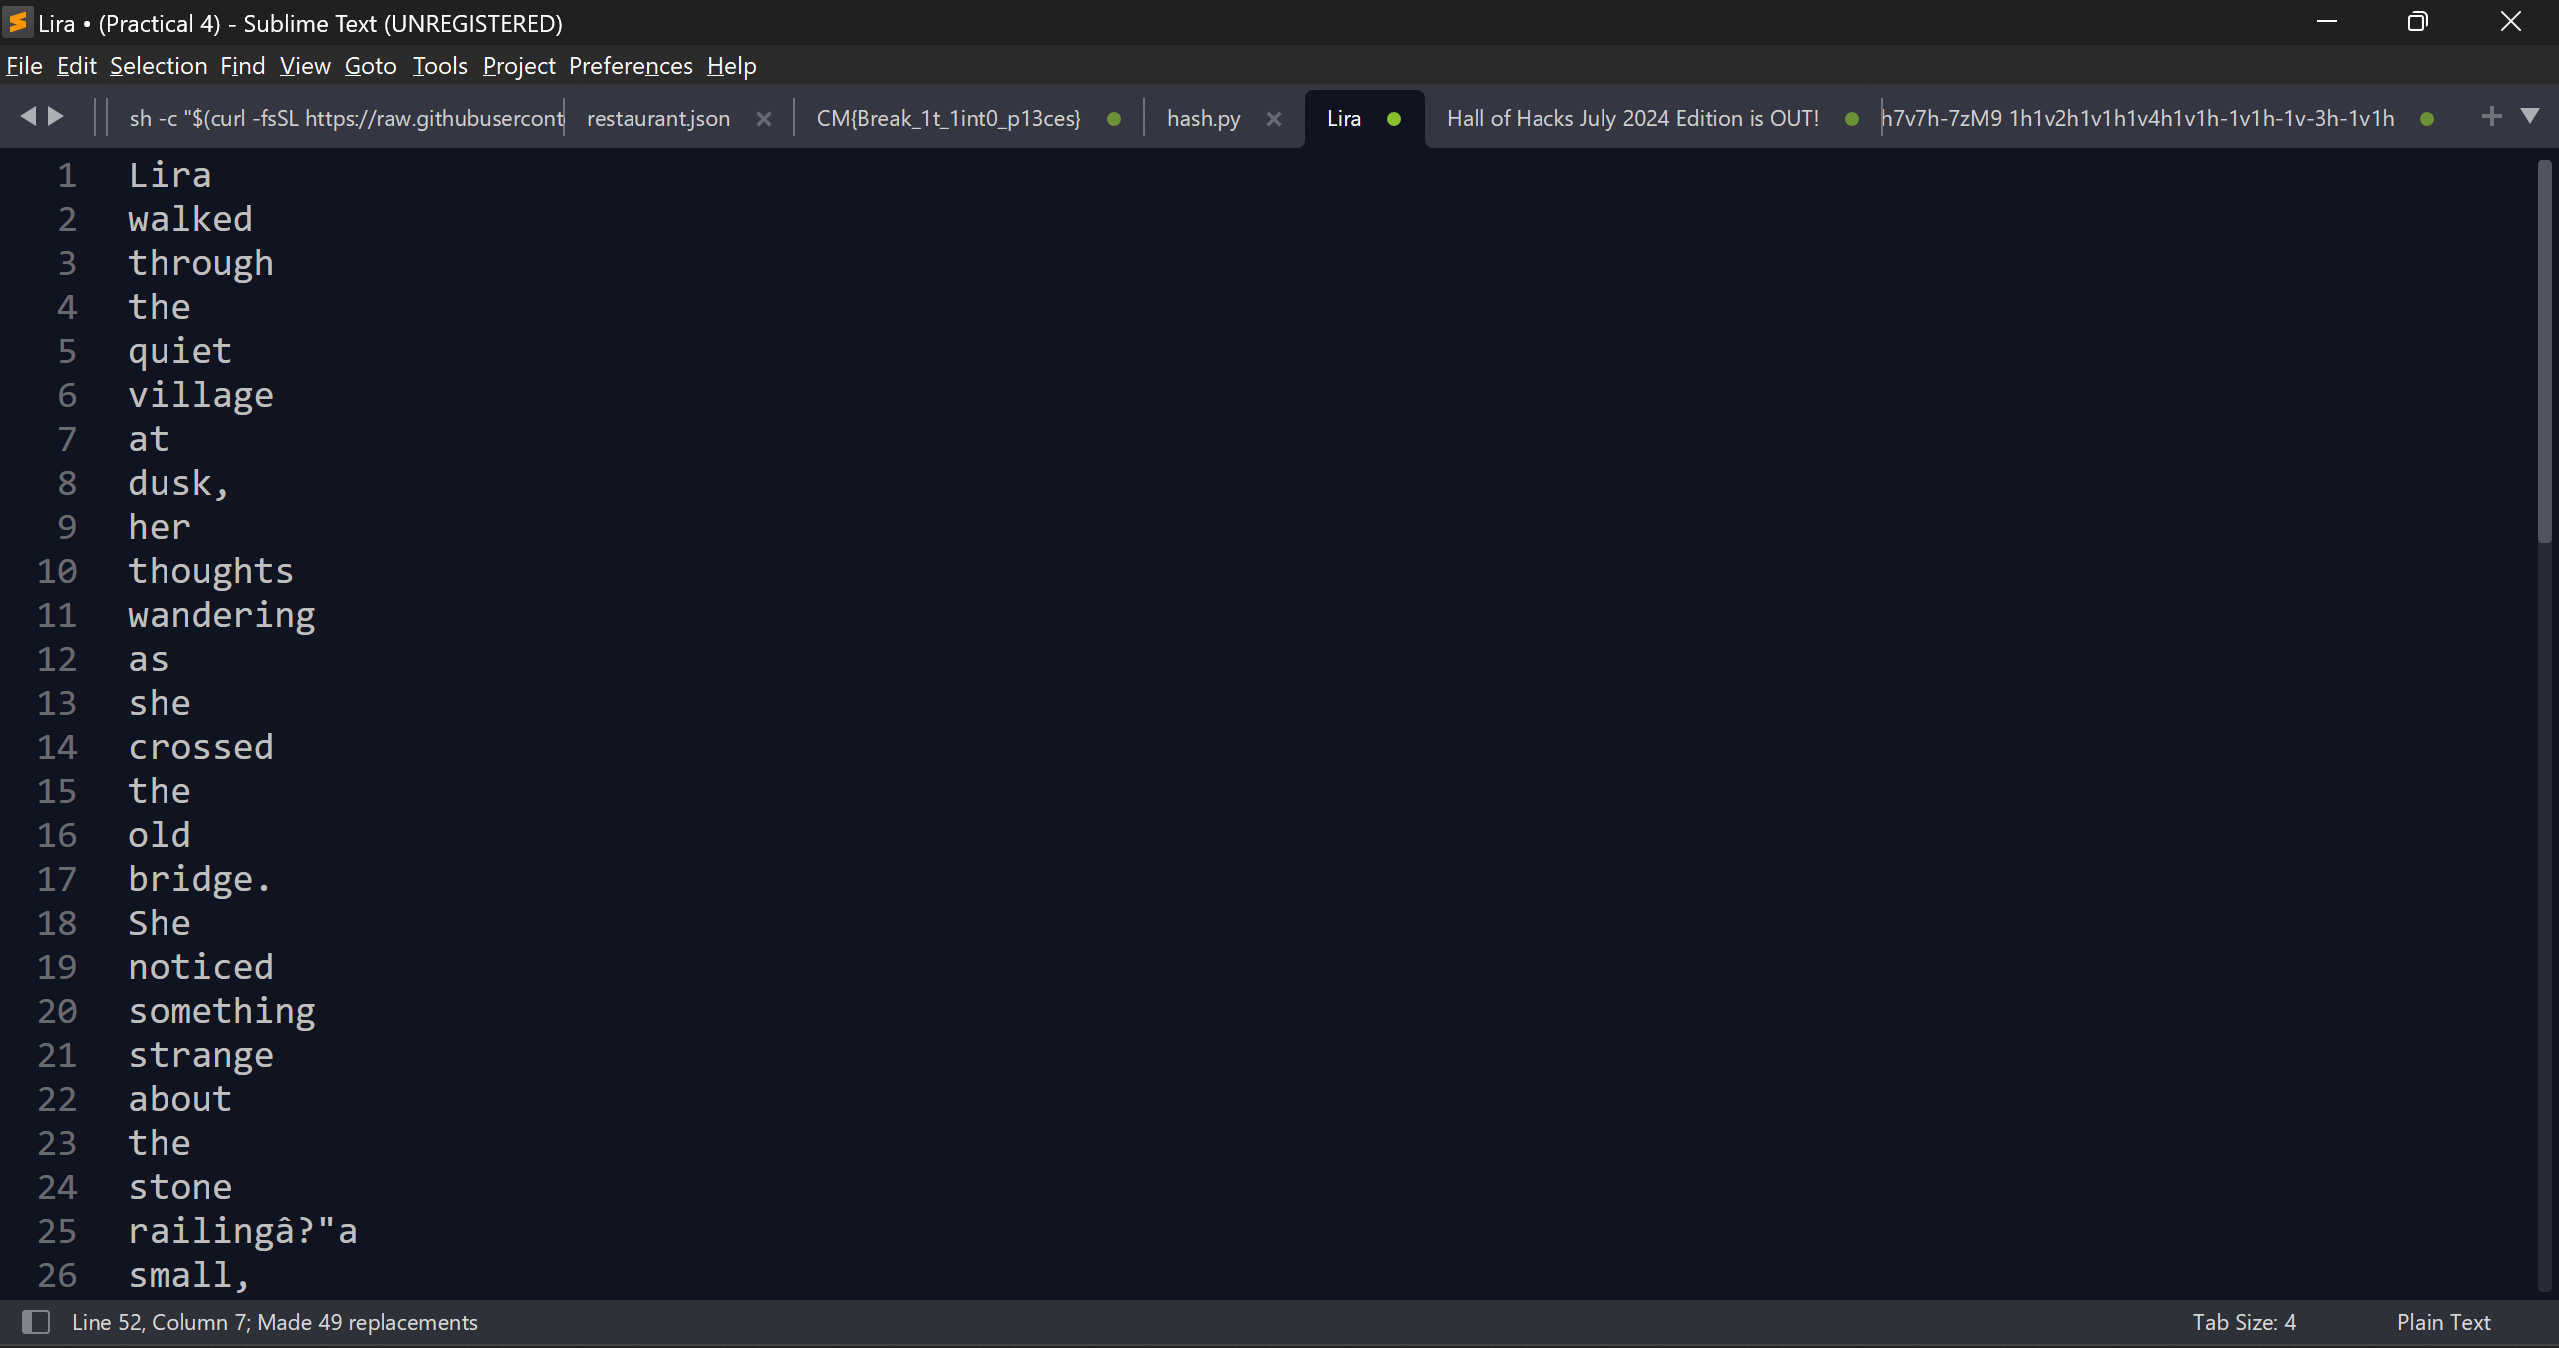 Lira • (Practical 4) - Sublime Text (UNREGISTERED)
File Edit Selection Find View Goto Tools Project Preferences Help
sh -c "$(curl -fsSL https://raw.githubusercont restaurant.json CM{Break_1t_1int0_p13ces} hash.py Lira Hall of Hacks July 2024 Edition is OUT! h7v7h-7zM9 1h1v2h1v1h1v4h1v1h-1v1h-1v-3h-1v1h
1 Lira
2 walked
3 through
4 the
5 quiet
6 village
7 at
8 dusk,
9 her
10 thoughts
11 wandering
12 as
13 she
14 crossed
15 the
16 old
17 bridge.
18 She
19 noticed
20 something
21 strange
22 about
23 the
24 stone
25 railingâ?"a
26 small,
Line 52, Column 7; Made 49 replacements Tab Size: 4 Plain Text